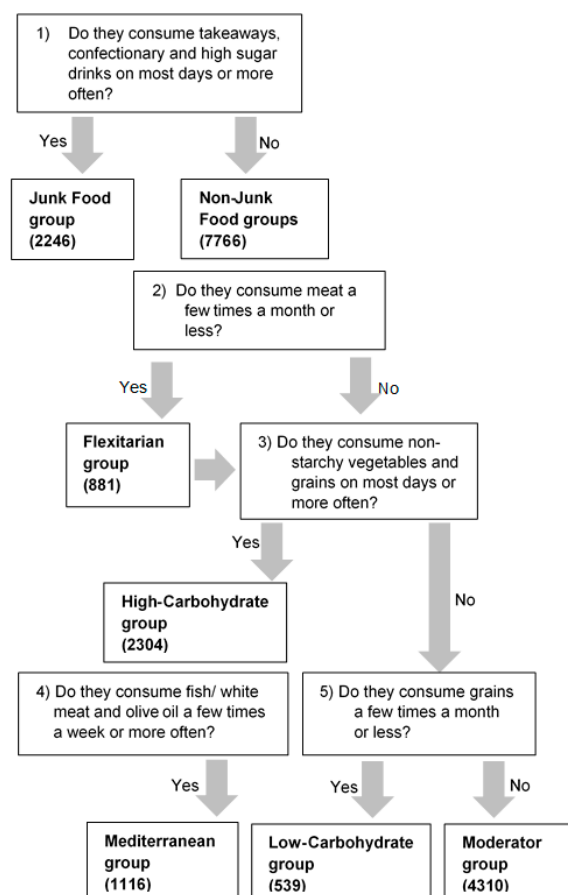 1) Do they consume takeaways,
confectionary and high sugar
drinks on most days or more
often?
Yes
No
Junk Food
group
(2246)
Non-Junk
Food groups
(7766)
2) Do they consume meat a
few times a month or
less?
Yes
No
Flexitarian
group
(881)
3) Do they consume non-
starchy vegetables and
grains on most days or
more often?
Yes
No
High-Carbohydrate
group
(2304)
4) Do they consume fish/ white
meat and olive oil a few times
a week or more often?
5) Do they consume grains
a few times a month
or less?
Yes
Yes
No
Mediterranean
group
(1116)
Low-Carbohydrate
group
(539)
Moderator
group
(4310)